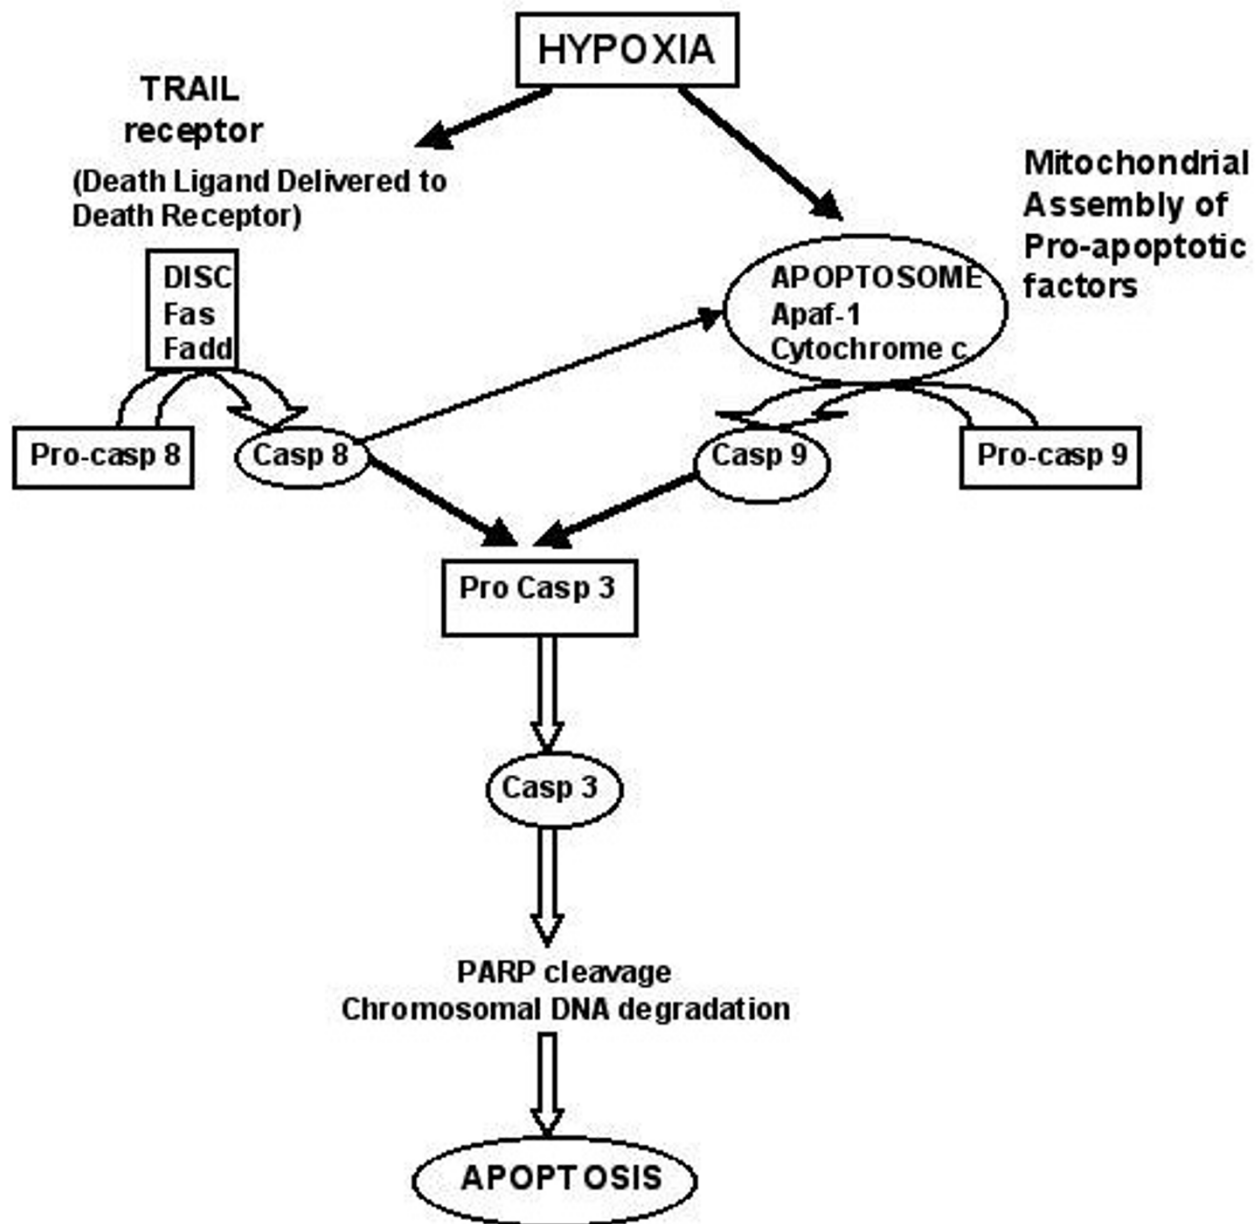 HYPOXIA
TRAIL
receptor
(Death Ligand Delivered to
Death Receptor)
Mitochondrial
Assembly of
Pro-apoptotic
factors
DISC
Fas
Fadd
APOPTOSOME
Apaf-1
Cytochrome c
Pro-casp 8
Casp 8
Casp 9
Pro-casp 9
Pro Casp 3
Casp 3
PARP cleavage
Chromosomal DNA degradation
APOPTOSIS